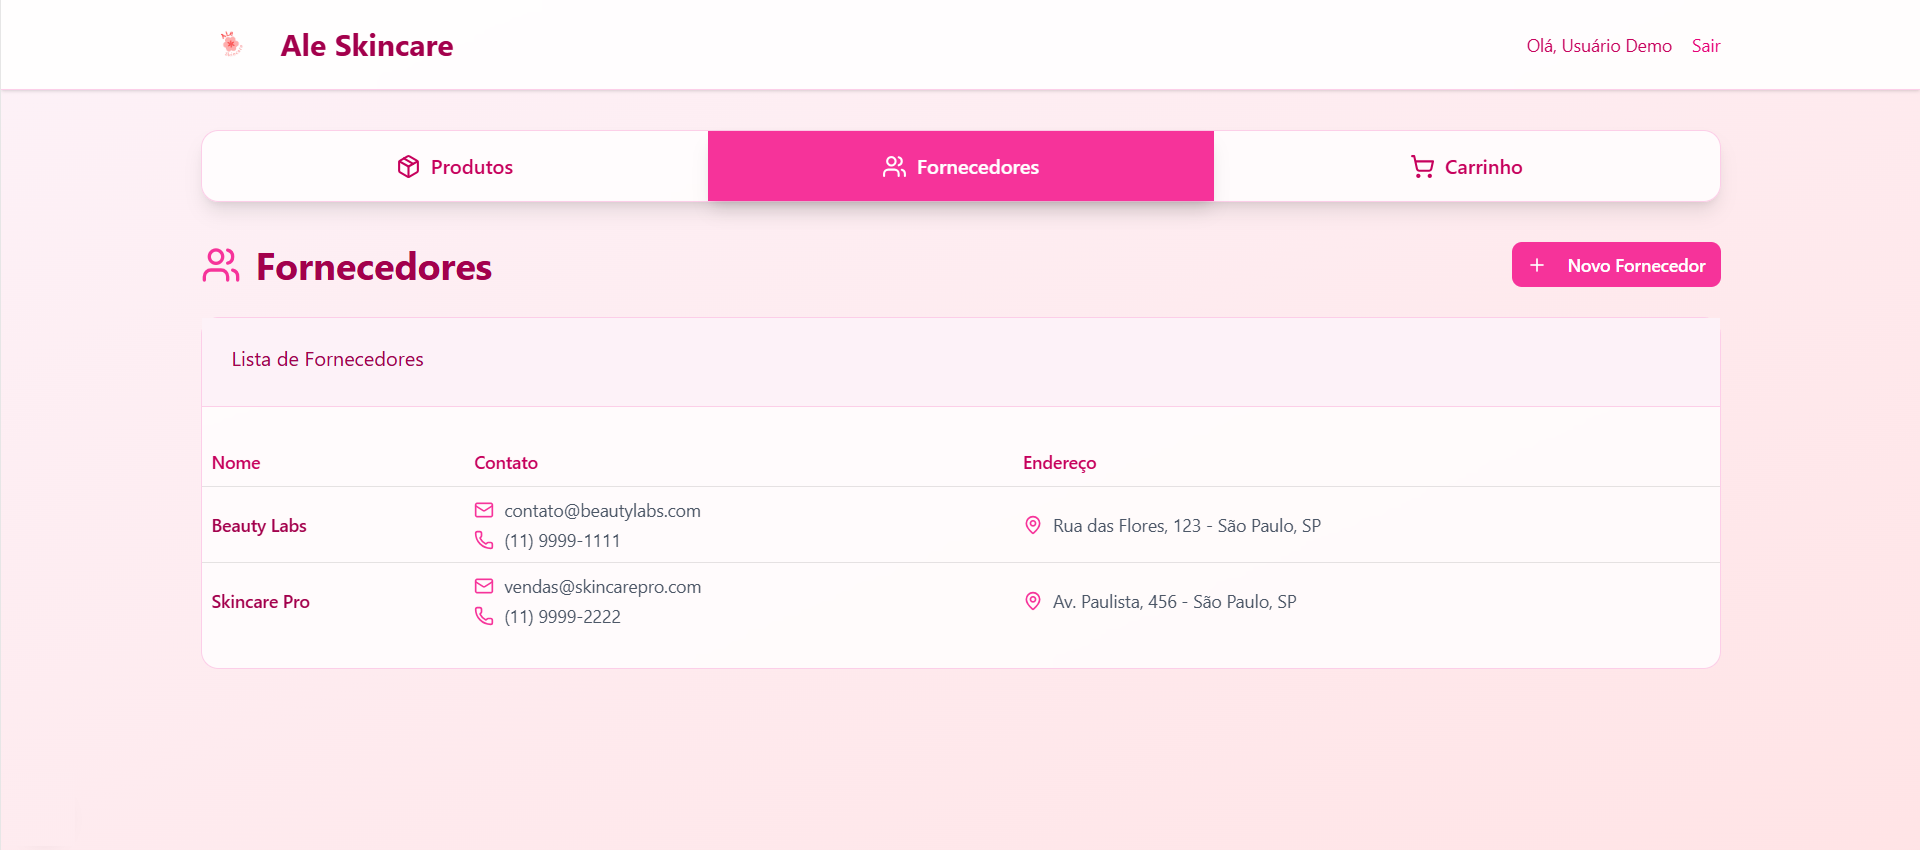 Ale Skincare
Olá, Usuário Demo Sair
Produtos
Fornecedores
Carrinho
Fornecedores
Novo Fornecedor
Lista de Fornecedores
Nome Contato Endereço
Beauty Labs
contato@beautylabs.com
(11) 9999-1111
Rua das Flores, 123 - São Paulo, SP
Skincare Pro
vendas@skincarepro.com
(11) 9999-2222
Av. Paulista, 456 - São Paulo, SP